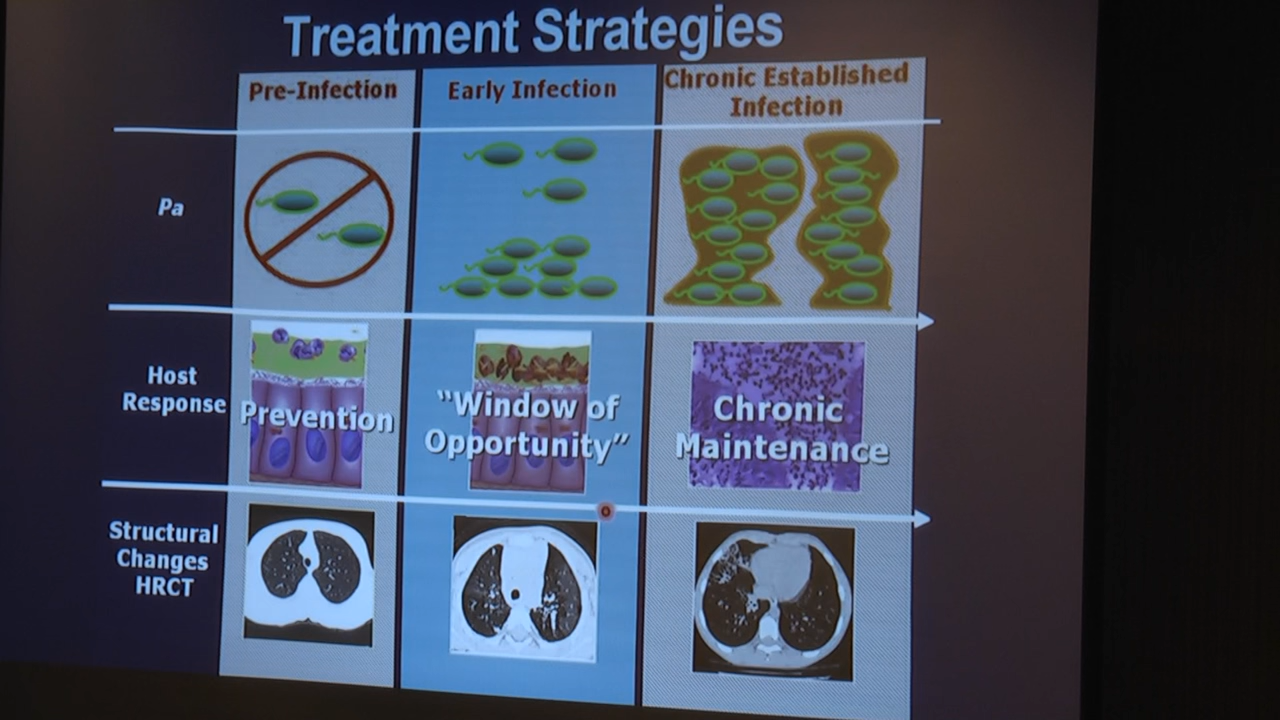 Treatment Strategies
Pre-Infection
Early Infection
Chronic Established
Infection
Pa
Host
Response
Prevention
“Window of
Opportunity”
Chronic
Maintenance
Structural
Changes
HRCT